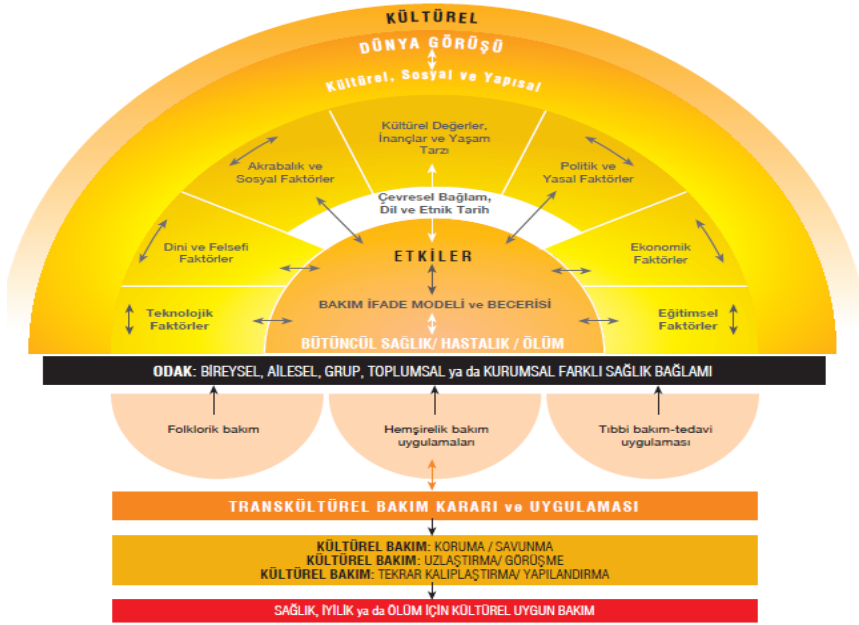 KÜLTÜREL
DÜNYA GÖRÜŞÜ
Kültürel, Sosyal ve Yapısal
Kültürel Değerler,
İnançlar ve Yaşam
Tarzı
Akrabalık ve
Sosyal Faktörler
Politik ve
Yasal Faktörler
Çevresel Bağlam,
Dil ve Etnik Tarih
Dini ve Felsefi
Faktörler
Ekonomik
Faktörler
ETKİLER
Teknolojik
Faktörler
BAKIM İFADE MODELİ ve BECERİSİ
Eğitimsel
Faktörler
BÜTÜNCÜL SAĞLIK/ HASTALIK / ÖLÜM
ODAK: BİREYSEL, AİLESEL, GRUP, TOPLUMSAL ya da KURUMSAL FARKLI SAĞLIK BAĞLAMI
Folklorik bakım
Hemşirelik bakım
uygulamaları
Tıbbi bakım-tedavi
uygulaması
TRANSKÜLTÜREL BAKIM KARARI ve UYGULAMASI
KÜLTÜREL BAKIM: KORUMA / SAVUNMA
KÜLTÜREL BAKIM: UZLAŞTIRMA/ GÖRÜŞME
KÜLTÜREL BAKIM: TEKRAR KALIPLAŞTIRMA/ YAPILANDIRMA
SAĞLIK, İYİLİK ya da ÖLÜM İÇİN KÜLTÜREL UYGUN BAKIM